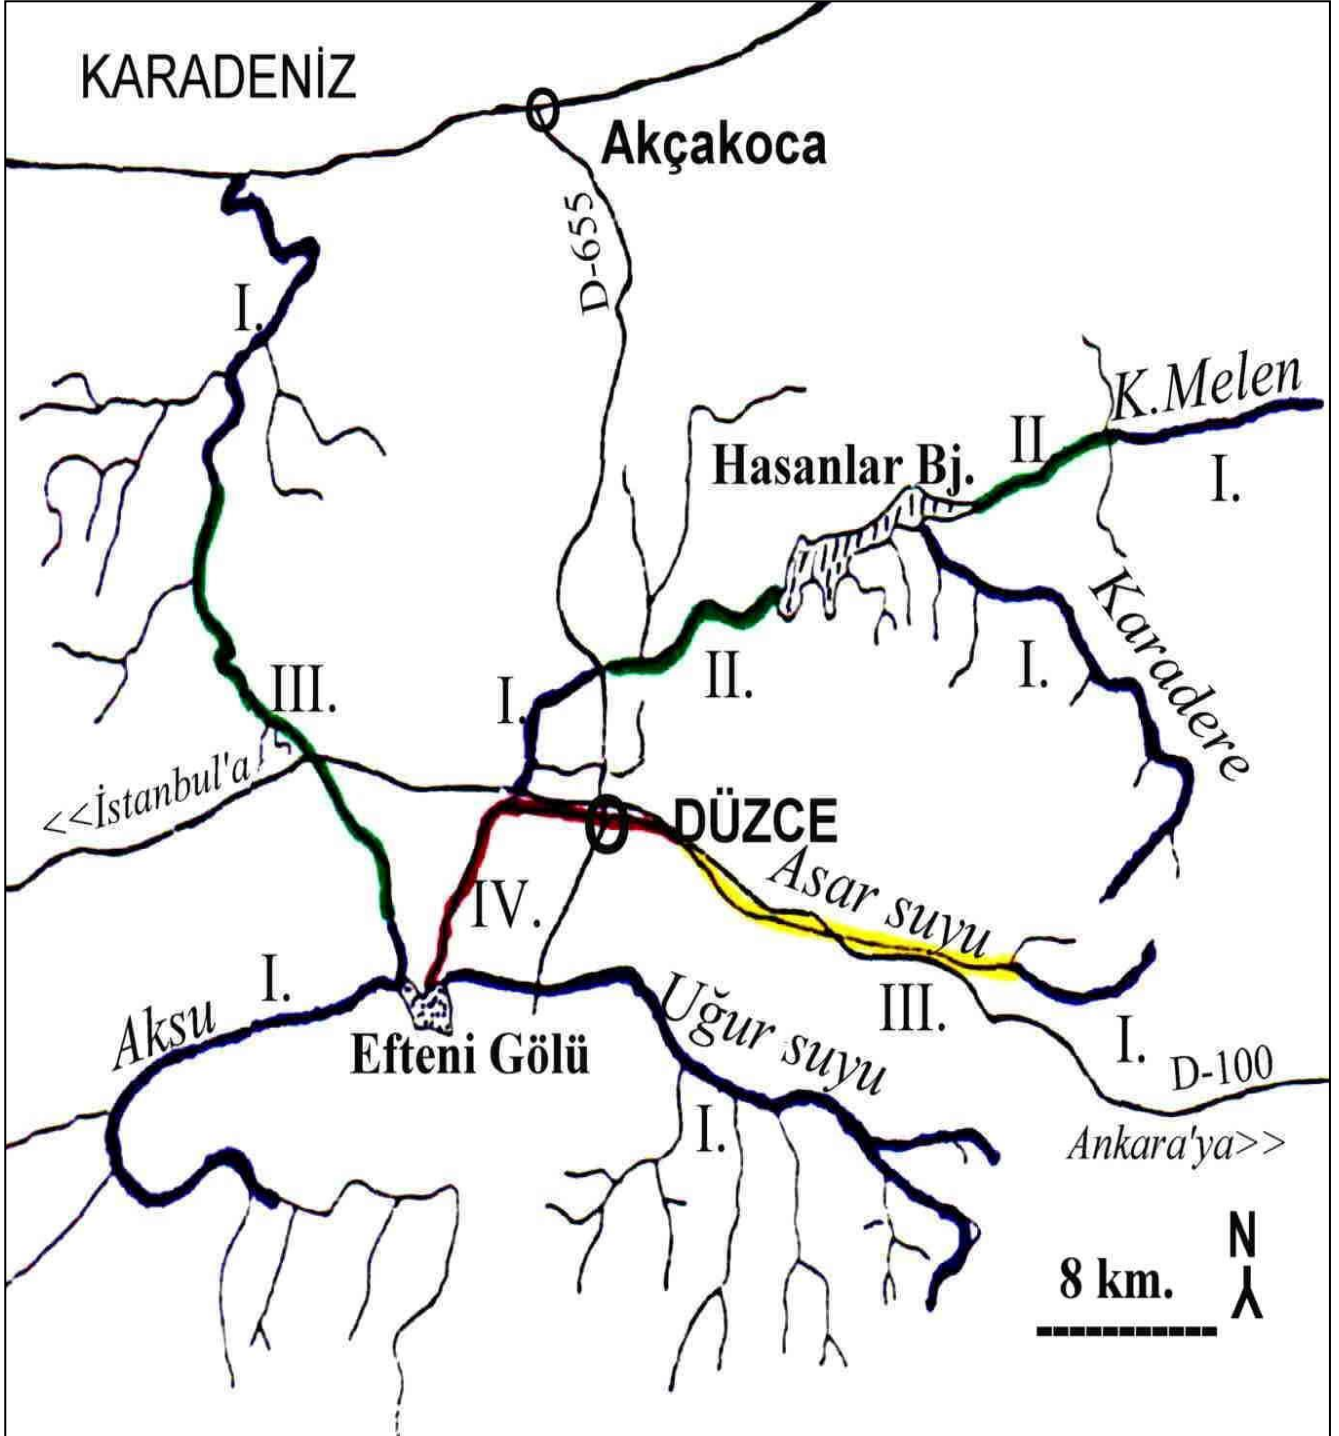 KARADENİZ
Akçakoca
D-655
I.
K.Melen
II
Hasanlar Bj.
I.
Karadere
I.
II.
III.
I.
<<İstanbul'a
DÜZCE
Asar suyu
IV.
I.
Uğur suyu
III.
Aksu
Efteni Gölü
I.
D-100
I.
Ankara'ya>>
N
8 km.